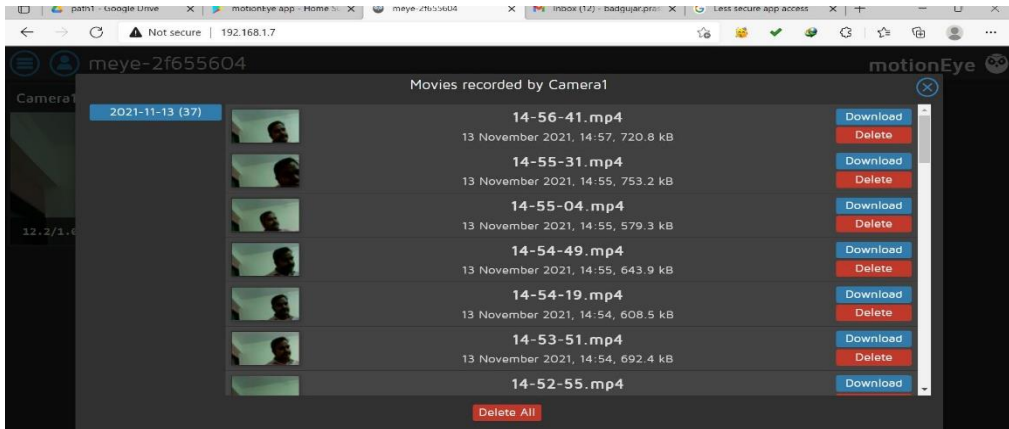 path1 - Google Drive
motionEye app - Home S
meye-2f655604
Inbox (12) - badgujar.pra
Less secure app access
Not secure | 192.168.1.7
meye-2f655604
motionEye
Camera1
Movies recorded by Camera1
2021-11-13 (37)
14-56-41.mp4
Download
13 November 2021, 14:57, 720.8 kB
Delete
14-55-31.mp4
Download
13 November 2021, 14:55, 753.2 kB
Delete
14-55-04.mp4
Download
13 November 2021, 14:55, 579.3 kB
Delete
12.2/1.
14-54-49.mp4
Download
13 November 2021, 14:55, 643.9 kB
Delete
14-54-19.mp4
Download
13 November 2021, 14:54, 608.5 kB
Delete
14-53-51.mp4
Download
13 November 2021, 14:54, 692.4 kB
Delete
14-52-55.mp4
Download
Delete All